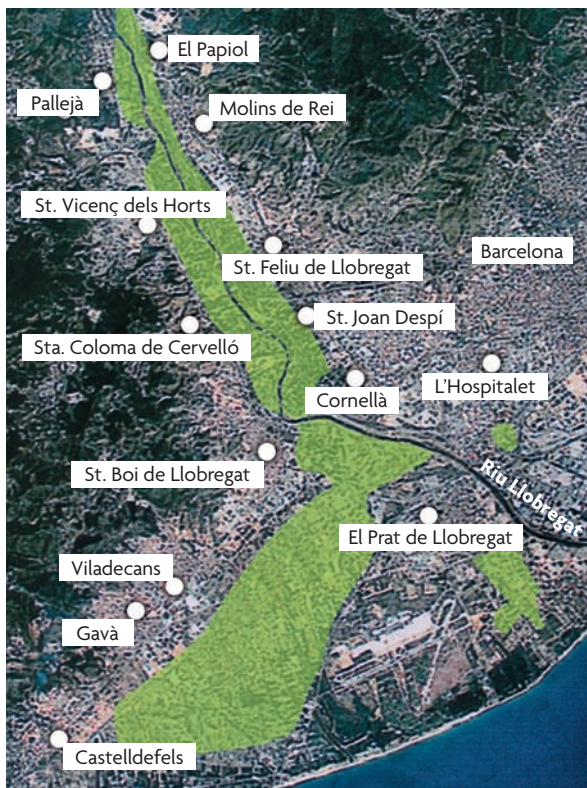 El Papiol
Pallejà
Molins de Rei
St. Vicenç dels Horts
Barcelona
St. Feliu de Llobregat
St. Joan Despí
Sta. Coloma de Cervelló
L'Hospitalet
Cornellà
St. Boi de Llobregat
Riu Llobregat
El Prat de Llobregat
Viladecans
Gavà
Castelldefels